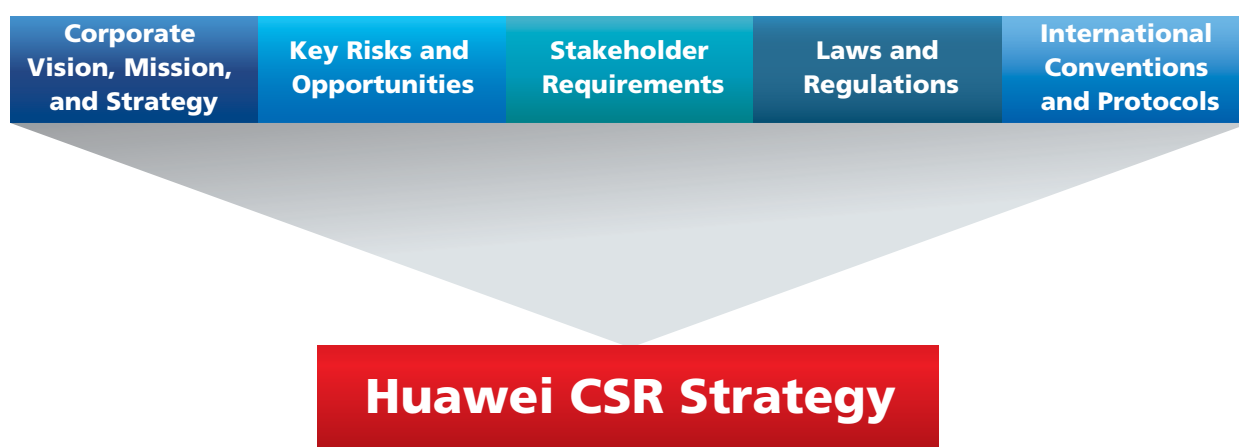 Corporate
Vision, Mission,
and Strategy
Key Risks and
Opportunities
Stakeholder
Requirements
Laws and
Regulations
International
Conventions
and Protocols
Huawei CSR Strategy